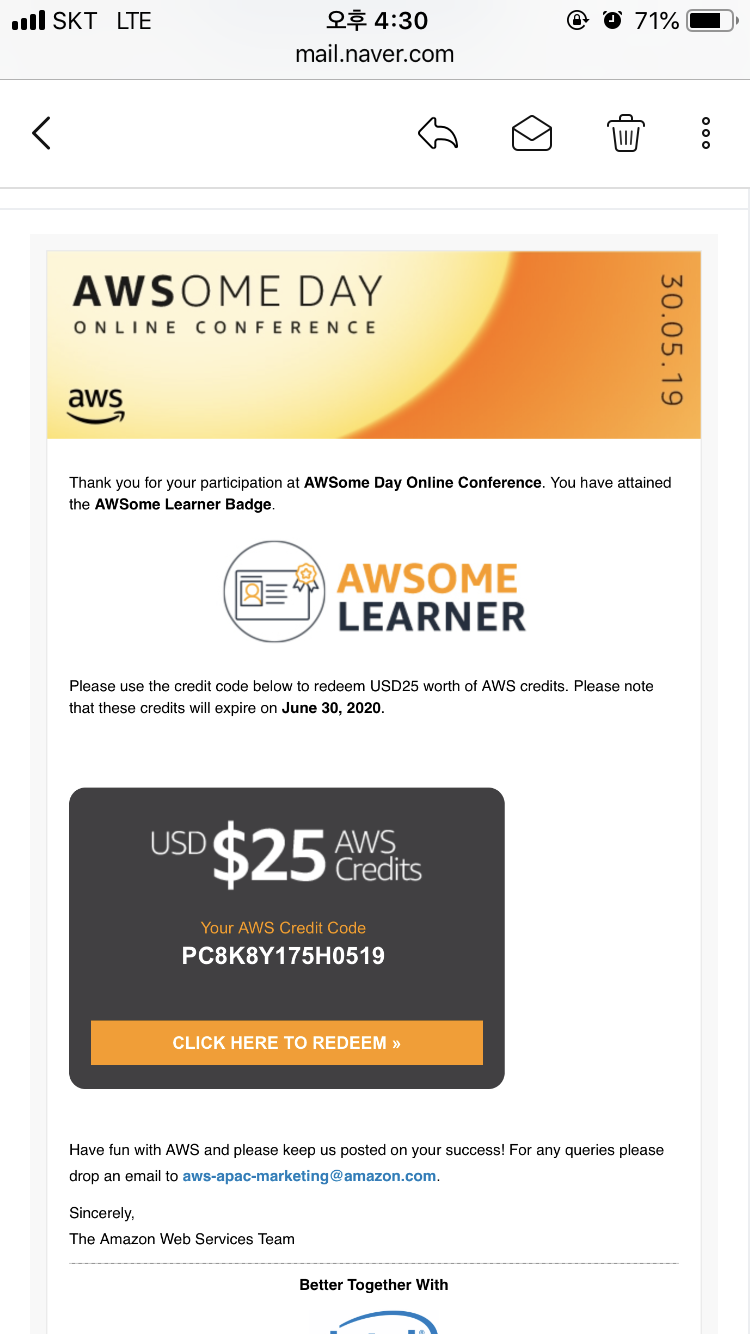 SKT LTE 오후 4:30 71%
mail.naver.com
AWSOME DAY
ONLINE CONFERENCE
30.05.19
aws
Thank you for your participation at AWSome Day Online Conference. You have attained
the AWSome Learner Badge.
AWSOME
LEARNER
Please use the credit code below to redeem USD25 worth of AWS credits. Please note
that these credits will expire on June 30, 2020.
USD $25 AWS
Credits
Your AWS Credit Code
PC8K8Y175H0519
CLICK HERE TO REDEEM »
Have fun with AWS and please keep us posted on your success! For any queries please
drop an email to aws-apac-marketing@amazon.com.
Sincerely,
The Amazon Web Services Team
Better Together With